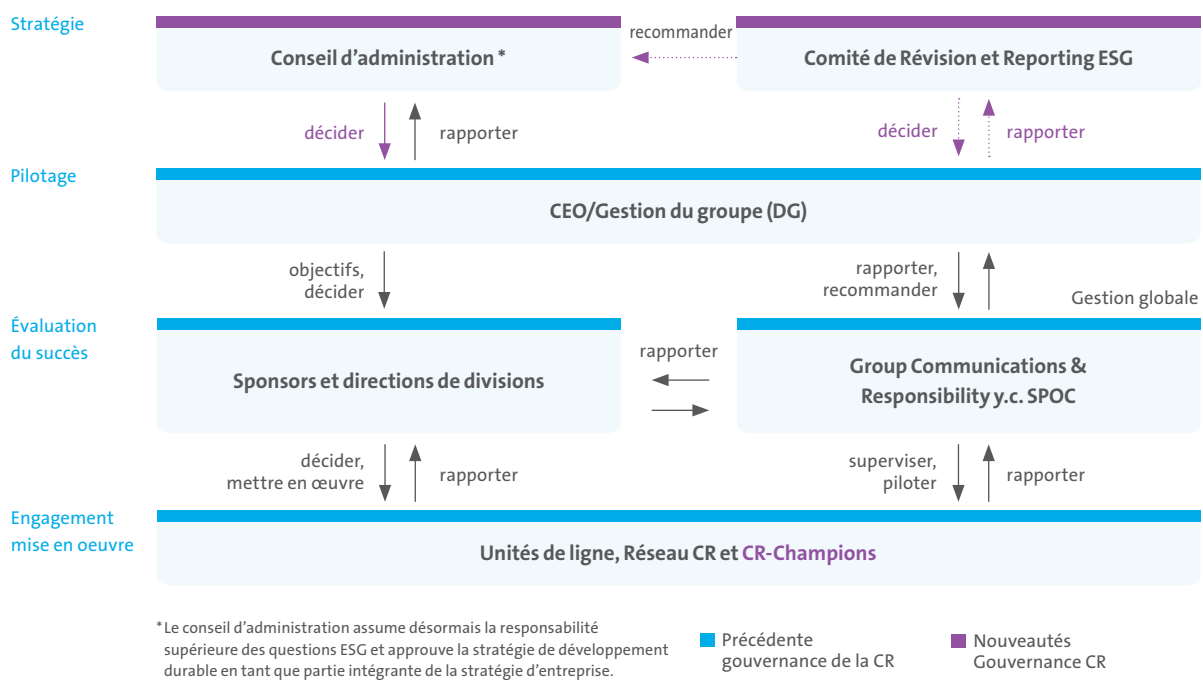 Stratégie
recommander
Conseil d'administration *
Comité de Révision et Reporting ESG
décider
rapporter
décider
rapporter
Pilotage
CEO/Gestion du groupe (DG)
objectifs,
décider
rapporter,
recommander
Gestion globale
Évaluation
du succès
Sponsors et directions de divisions
rapporter
Group Communications &
Responsibility y.c. SPOC
décider,
mettre en œuvre
rapporter
superviser,
piloter
rapporter
Engagement
mise en oeuvre
Unités de ligne, Réseau CR et CR-Champions
* Le conseil d'administration assume désormais la responsabilité
supérieure des questions ESG et approuve la stratégie de développement
durable en tant que partie intégrante de la stratégie d'entreprise.
Précédente
gouvernance de la CR
Nouveautés
Gouvernance CR